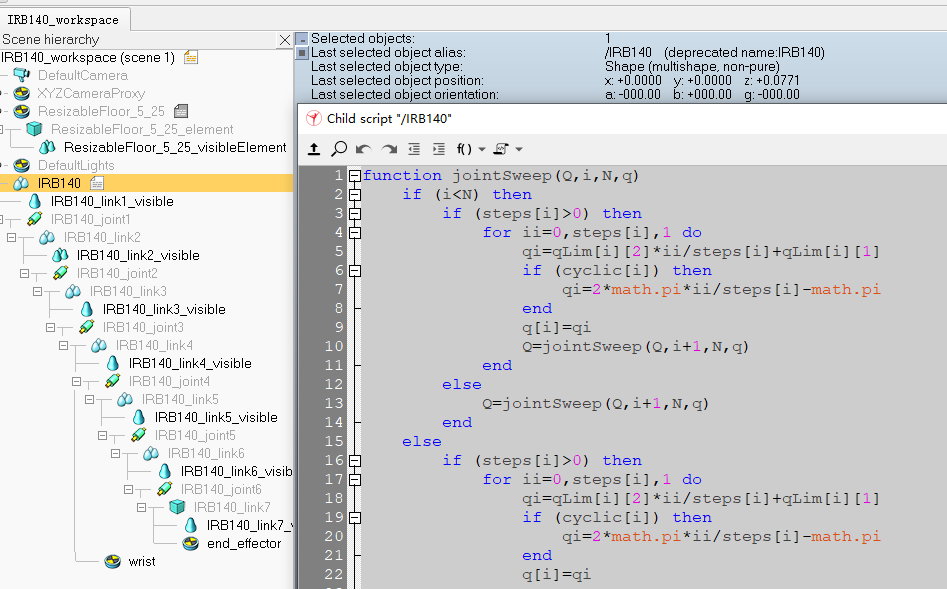 IRB140_workspace
Scene hierarchy
IRB140_workspace (scene 1)
DefaultCamera
XYZCameraProxy
ResizableFloor_5_25
ResizableFloor_5_25_element
ResizableFloor_5_25_visibleElement
DefaultLights
IRB140
IRB140_link1_visible
IRB140_joint1
IRB140_link2
IRB140_link2_visible
IRB140_joint2
IRB140_link3
IRB140_link3_visible
IRB140_joint3
IRB140_link4
IRB140_link4_visible
IRB140_joint4
IRB140_link5
IRB140_link5_visible
IRB140_joint5
IRB140_link6
IRB140_link6_visib
IRB140_joint6
IRB140_link7
IRB140_link7_v
end_effector
wrist
Selected objects: 1
Last selected object alias: /IRB140 (deprecated name:IRB140)
Last selected object type: Shape (multishape, non-pure)
Last selected object position: x: +0.0000 y: +0.0000 z: +0.0771
Last selected object orientation: a: -000.00 b: +000.00 g: -000.00
Child script "/IRB140"
f()
1 function jointSweep(Q,i,N,q)
2 if (i<N) then
3 if (steps[i]>0) then
4 for ii=0,steps[i],1 do
5 qi=qLim[i][2]*ii/steps[i]+qLim[i][1]
6 if (cyclic[i]) then
7 qi=2*math.pi*ii/steps[i]-math.pi
8 end
9 q[i]=qi
10 Q=jointSweep(Q,i+1,N,q)
11 end
12 else
13 Q=jointSweep(Q,i+1,N,q)
14 end
15 else
16 if (steps[i]>0) then
17 for ii=0,steps[i],1 do
18 qi=qLim[i][2]*ii/steps[i]+qLim[i][1]
19 if (cyclic[i]) then
20 qi=2*math.pi*ii/steps[i]-math.pi
21 end
22 q[i]=qi